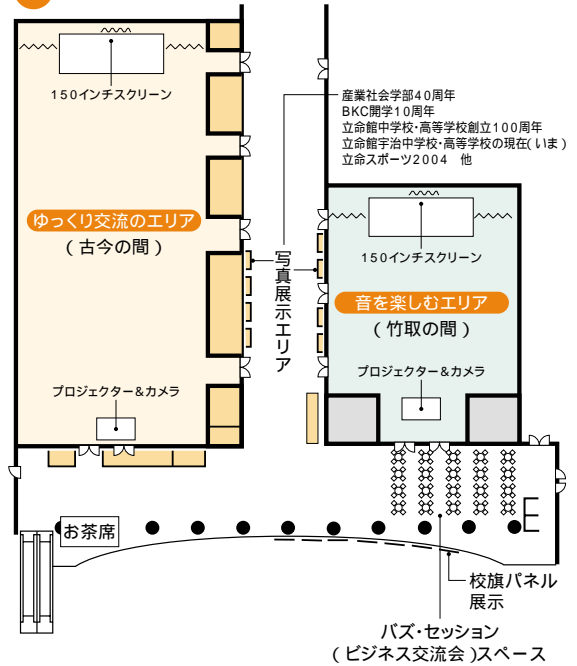 150インチスクリーン
産業社会学部40周年
BKC開学10周年
立命館中学校・高等学校創立100周年
立命館宇治中学校・高等学校の現在(いま)
立命スポーツ2004　他
ゆっくり交流のエリア
(古今の間)
写真展示エリア
150インチスクリーン
音を楽しむエリア
(竹取の間)
プロジェクター&カメラ
プロジェクター&カメラ
お茶席
校旗パネル
展示
バズ・セッション
(ビジネス交流会)スペース